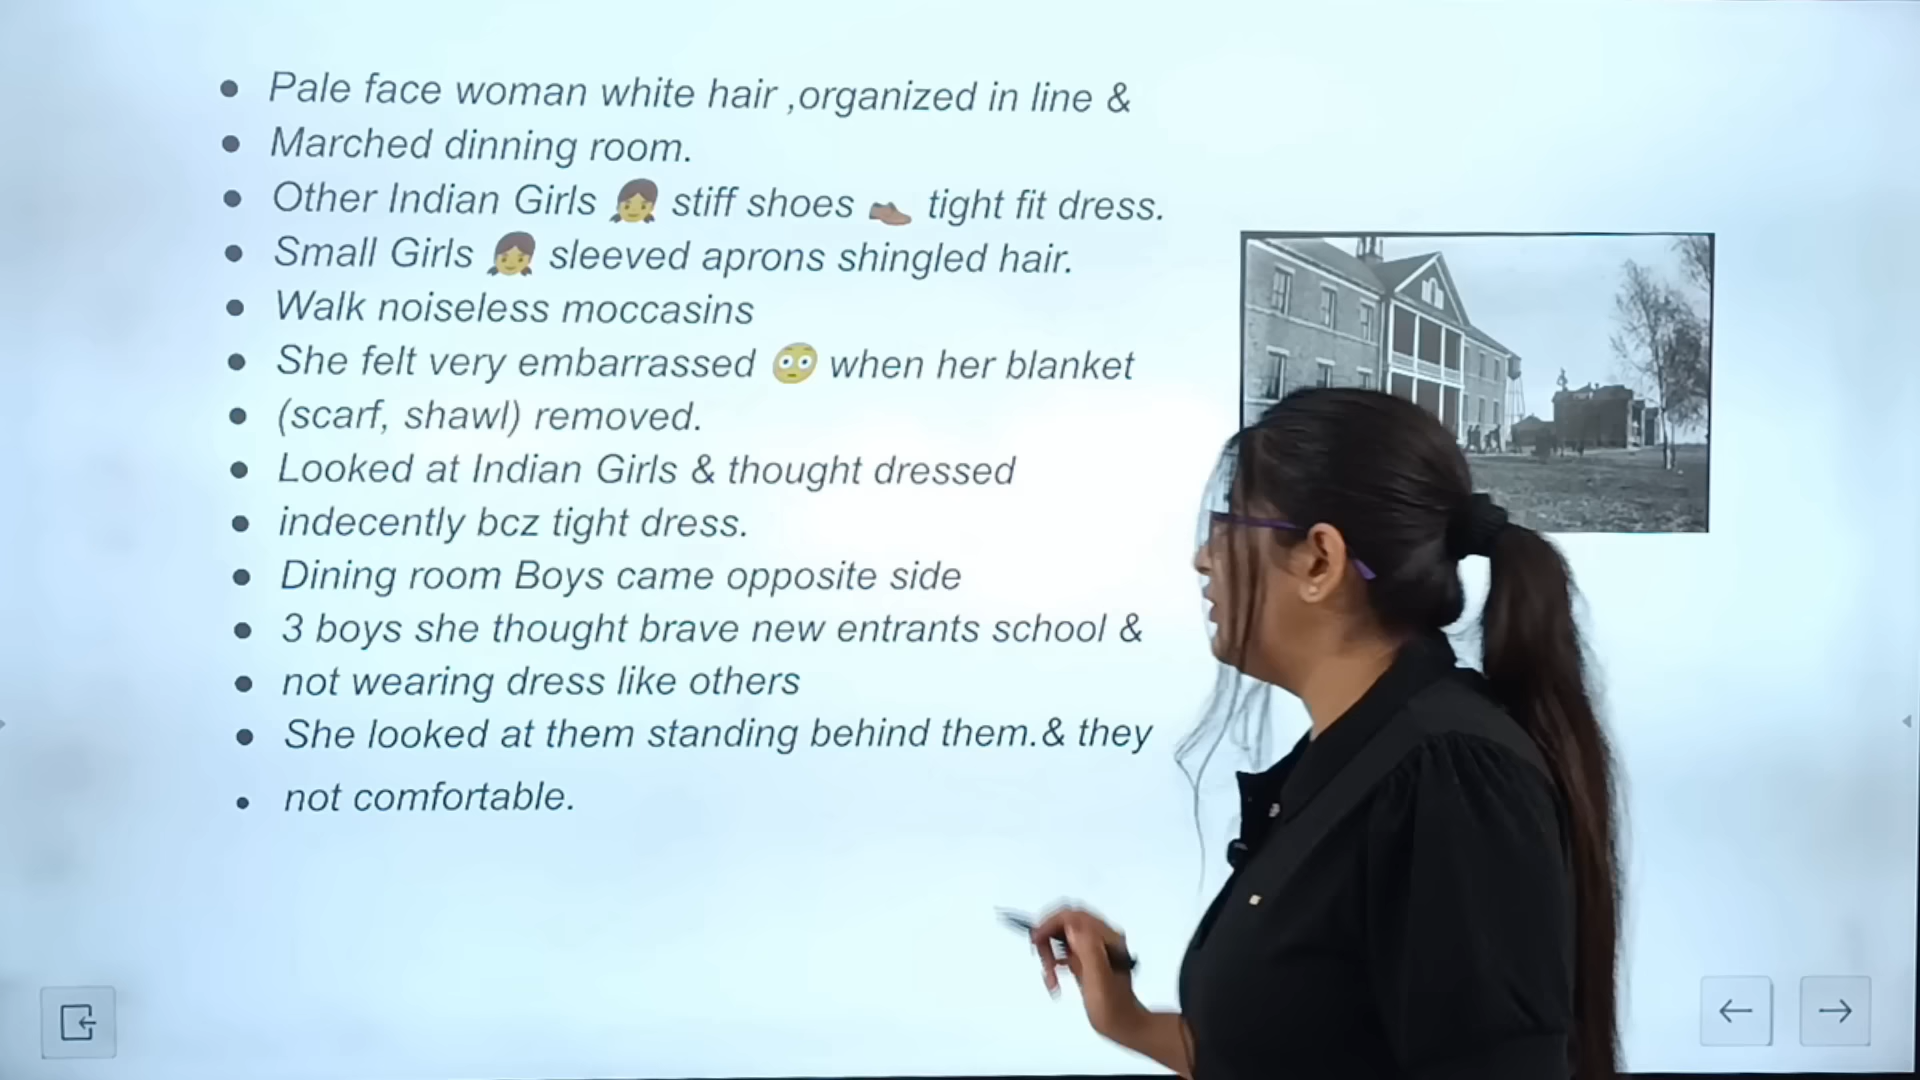 Pale face woman white hair ,organized in line &
Marched dinning room.
Other Indian Girls 👧 stiff shoes 👞 tight fit dress.
Small Girls 👧 sleeved aprons shingled hair.
Walk noiseless moccasins
She felt very embarrassed 😳 when her blanket
(scarf, shawl) removed.
Looked at Indian Girls & thought dressed
indecently bcz tight dress.
Dining room Boys came opposite side
3 boys she thought brave new entrants school &
not wearing dress like others
She looked at them standing behind them.& they
not comfortable.